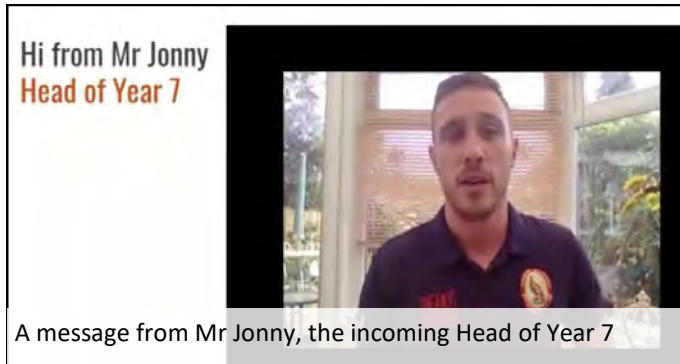 Hi from Mr Jonny
Head of Year 7
A message from Mr Jonny, the incoming Head of Year 7